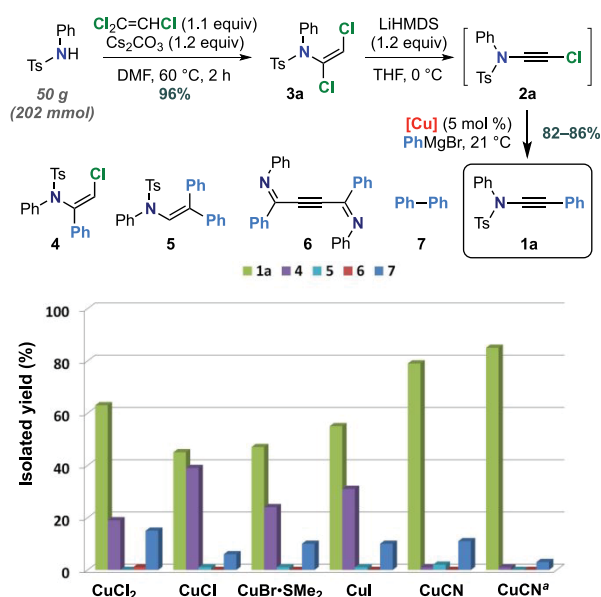 Ph
NH
Ts
50 g
(202 mmol)
Cl2C=CHCl (1.1 equiv)
Cs2CO3 (1.2 equiv)
DMF, 60 °C, 2 h
96%
Ph
N
Ts
Cl
Cl
3a
LiHMDS
(1.2 equiv)
THF, 0 °C
Ph
N
Ts
Cl
2a
[Cu] (5 mol %)
PhMgBr, 21 °C
82–86%
Ts
N
Ph
Cl
Ph
4
Ts
N
Ph
Ph
Ph
5
Ph
N
Ph
Ph
N
Ph
6
Ph–Ph
7
Ph
N
Ts
Ph
1a
1a 4 5 6 7
Isolated yield (%)
100
80
60
40
20
0
CuCl2 CuCl CuBr•SMe2 CuI CuCN CuCNa